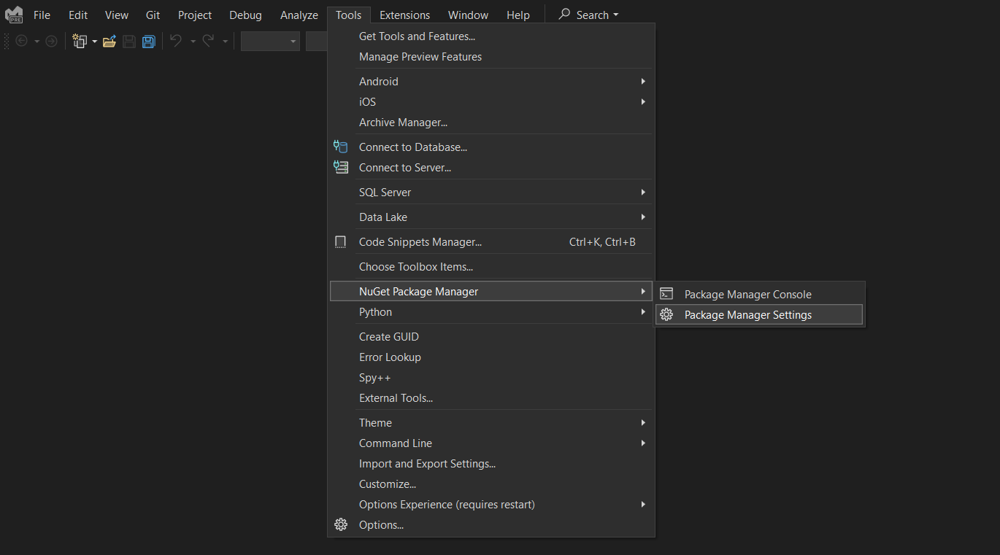 PRE
File Edit View Git Project Debug Analyze Tools Extensions Window Help Search
Get Tools and Features...
Manage Preview Features
Android
iOS
Archive Manager...
Connect to Database...
Connect to Server...
SQL Server
Data Lake
Code Snippets Manager... Ctrl+K, Ctrl+B
Choose Toolbox Items...
NuGet Package Manager
Package Manager Console
Python
Package Manager Settings
Create GUID
Error Lookup
Spy++
External Tools...
Theme
Command Line
Import and Export Settings...
Customize...
Options Experience (requires restart)
Options...